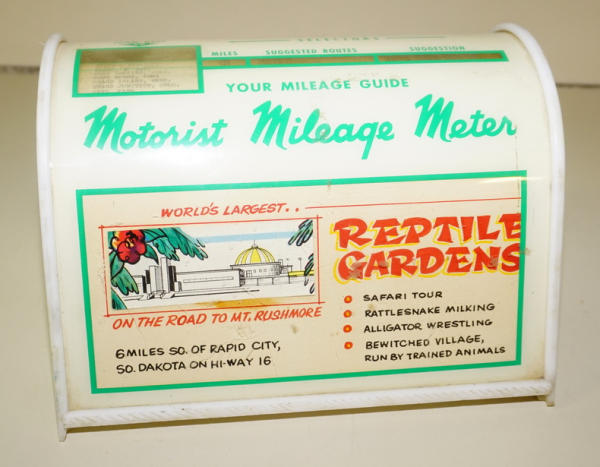 SELECTORS
MILES SUGGESTED ROUTES SUGGESTION
YOUR MILEAGE GUIDE
Motorist Mileage Meter
WORLD'S LARGEST..
REPTILE
GARDENS
ON THE ROAD TO MT. RUSHMORE
6 MILES SO. OF RAPID CITY,
SO. DAKOTA ON HI-WAY 16
SAFARI TOUR
RATTLESNAKE MILKING
ALLIGATOR WRESTLING
BEWITCHED VILLAGE,
RUN BY TRAINED ANIMALS